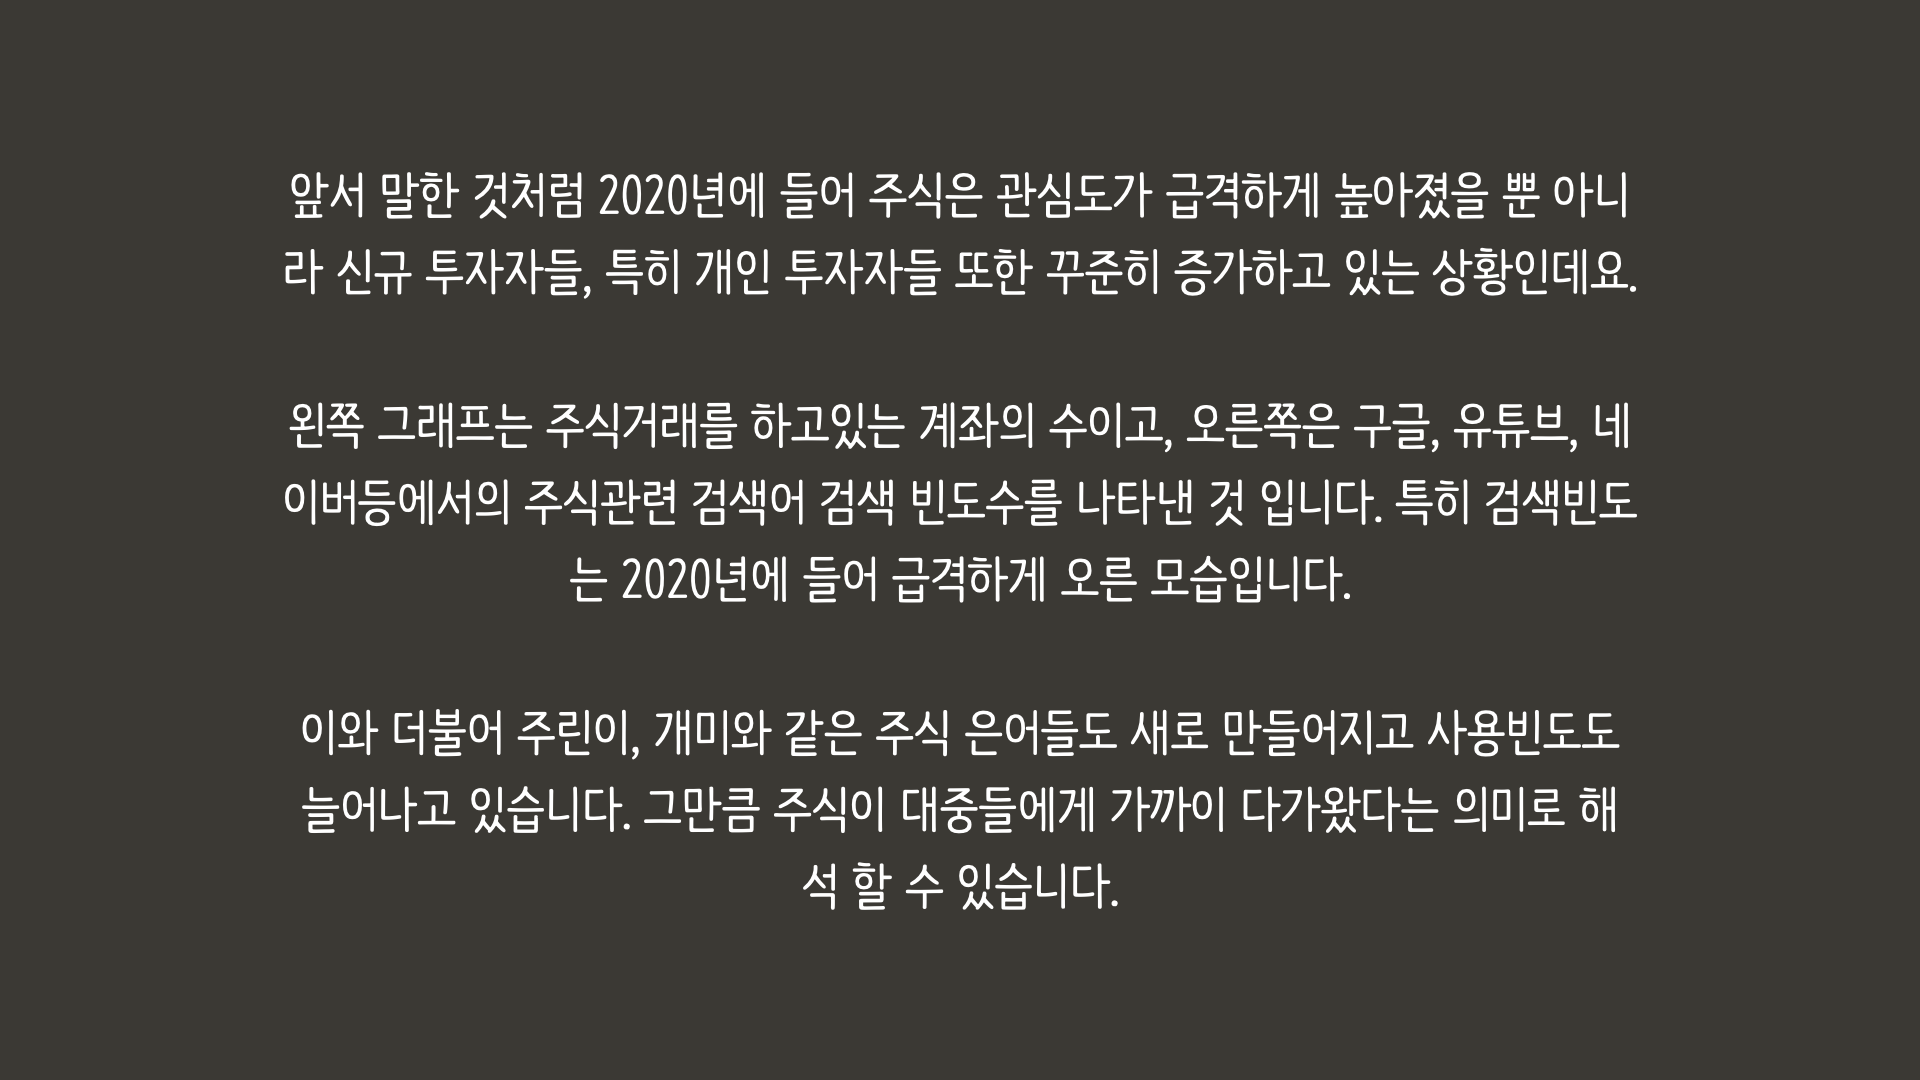 앞서 말한 것처럼 2020년에 들어 주식은 관심도가 급격하게 높아졌을 뿐 아니
라 신규 투자자들, 특히 개인 투자자들 또한 꾸준히 증가하고 있는 상황인데요.
왼쪽 그래프는 주식거래를 하고있는 계좌의 수이고, 오른쪽은 구글, 유튜브, 네
이버등에서의 주식관련 검색어 검색 빈도수를 나타낸 것 입니다. 특히 검색빈도
는 2020년에 들어 급격하게 오른 모습입니다.
이와 더불어 주린이, 개미와 같은 주식 은어들도 새로 만들어지고 사용빈도도
늘어나고 있습니다. 그만큼 주식이 대중들에게 가까이 다가왔다는 의미로 해
석 할 수 있습니다.